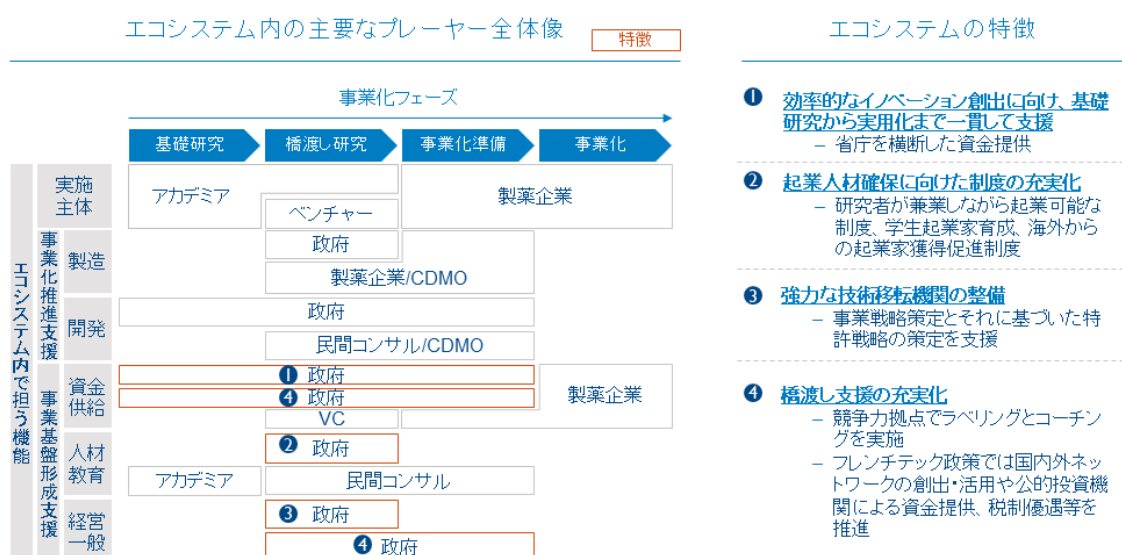 エコシステム内の主要なプレーヤー全体像
特徴
事業化フェーズ
基礎研究
橋渡し研究
事業化準備
事業化
エコシステム内で担う機能
実施
主体
アカデミア
ベンチャー
製薬企業
事業化推進支援
製造
政府
製薬企業/CDMO
開発
政府
民間コンサル/CDMO
事業基盤形成支援
資金
供給
❶ 政府
❹ 政府
VC
製薬企業
人材
教育
❷ 政府
アカデミア
民間コンサル
経営
一般
❸ 政府
❹ 政府
エコシステムの特徴
❶ 効率的なイノベーション創出に向け、基礎
研究から実用化まで一貫して支援
– 省庁を横断した資金提供
❷ 起業人材確保に向けた制度の充実化
– 研究者が兼業しながら起業可能な
制度、学生起業家育成、海外から
の起業家獲得促進制度
❸ 強力な技術移転機関の整備
– 事業戦略策定とそれに基づいた特
許戦略の策定を支援
❹ 橋渡し支援の充実化
– 競争力拠点でラベリングとコーチン
グを実施
– フレンチテック政策では国内外ネッ
トワークの創出・活用や公的投資機
関による資金提供、税制優遇等を
推進